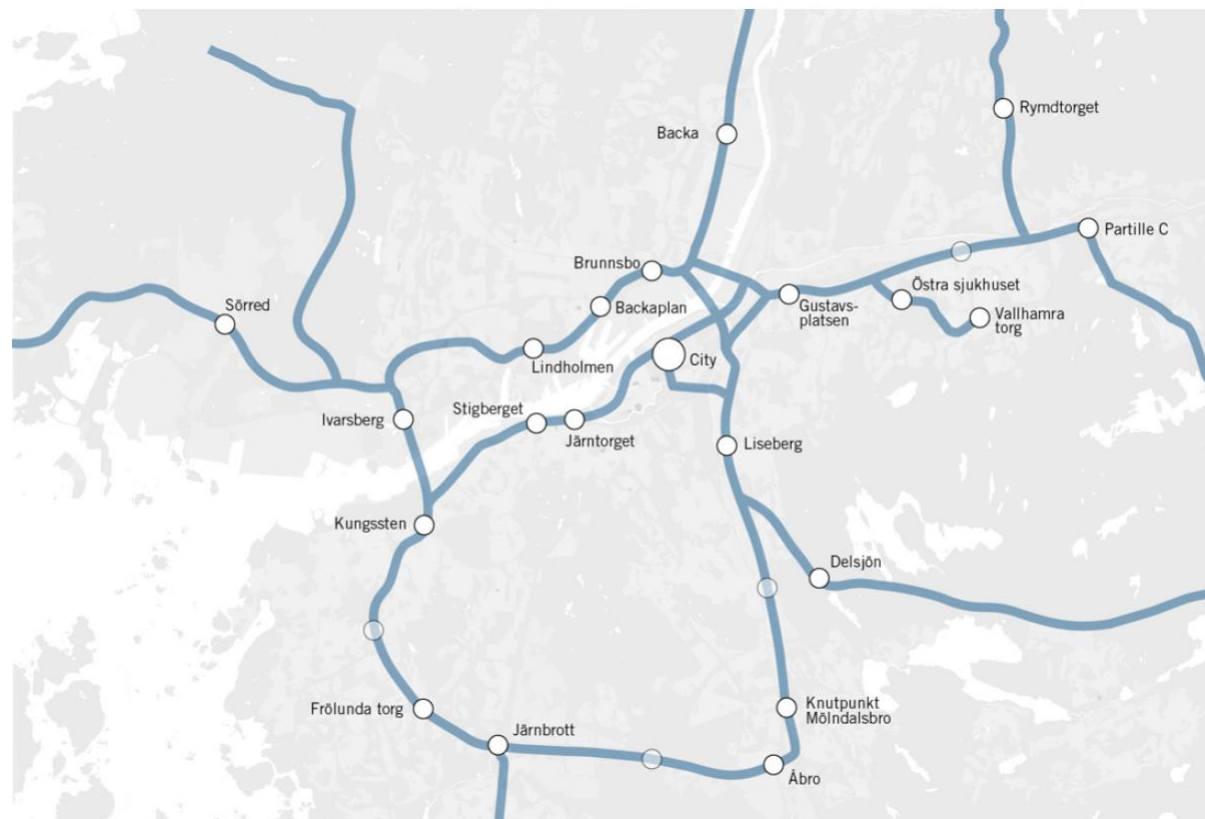 Rymdtorget
Backa
Partille C
Brunnsbo
Östra sjukhuset
Sörred
Backaplan
Gustavs-
platsen
Vallhamra
torg
Lindholmen
City
Ivarsberg
Stigberget
Järntorget
Liseberg
Kungssten
Delsjön
Frölunda torg
Knutpunkt
Mölndalsbro
Järnbrott
Åbro